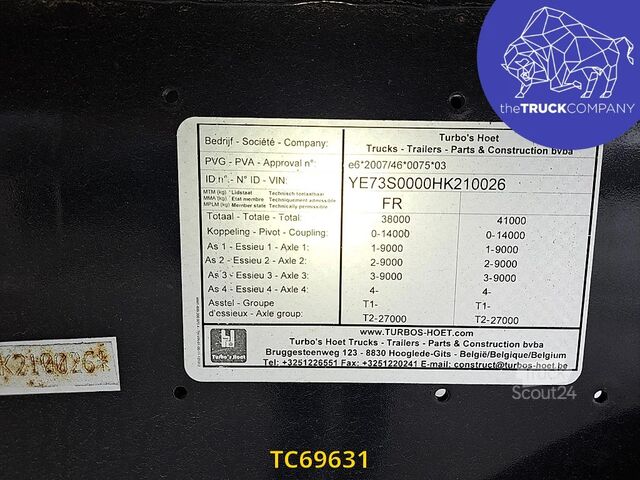 theTRUCKCOMPANY
Turbo's Hoet
Bedrijf - Société - Company: Trucks - Trailers - Parts & Construction bvba
PVG - PVA - Approval n°: e6*2007/46*0075*03
ID n°.- N° ID - VIN: YE73S0000HK210026
MTM (kg) Lidstaat Technisch toelaatbaar
MMA (kg) Etat membre Techniquement admissible
MPLM (kg) Member state Technically permissible
FR
Totaal - Totale - Total: 38000 41000
Koppeling - Pivot - Coupling: 0-14000 0-14000
As 1 - Essieu 1 - Axle 1: 1-9000 1-9000
As 2 - Essieu 2 - Axle 2: 2-9000 2-9000
As 3 - Essieu 3 - Axle 3: 3-9000 3-9000
As 4 - Essieu 4 - Axle 4: 4- 4-
Asstel - Groupe T1- T1-
d'essieux - Axle group: T2-27000 T2-27000
www.TURBOS-HOET.com
Turbo's Hoet Trucks - Trailers - Parts & Construction bvba
Bruggesteenweg 123 - 8830 Hooglede-Gits - België/Belgique/Belgium
Tel: +3251226551 Fax: +3251220241 E-mail: construct@turbos-hoet.be
Turbo's Hoet
K210026*
Scout24
TC69631